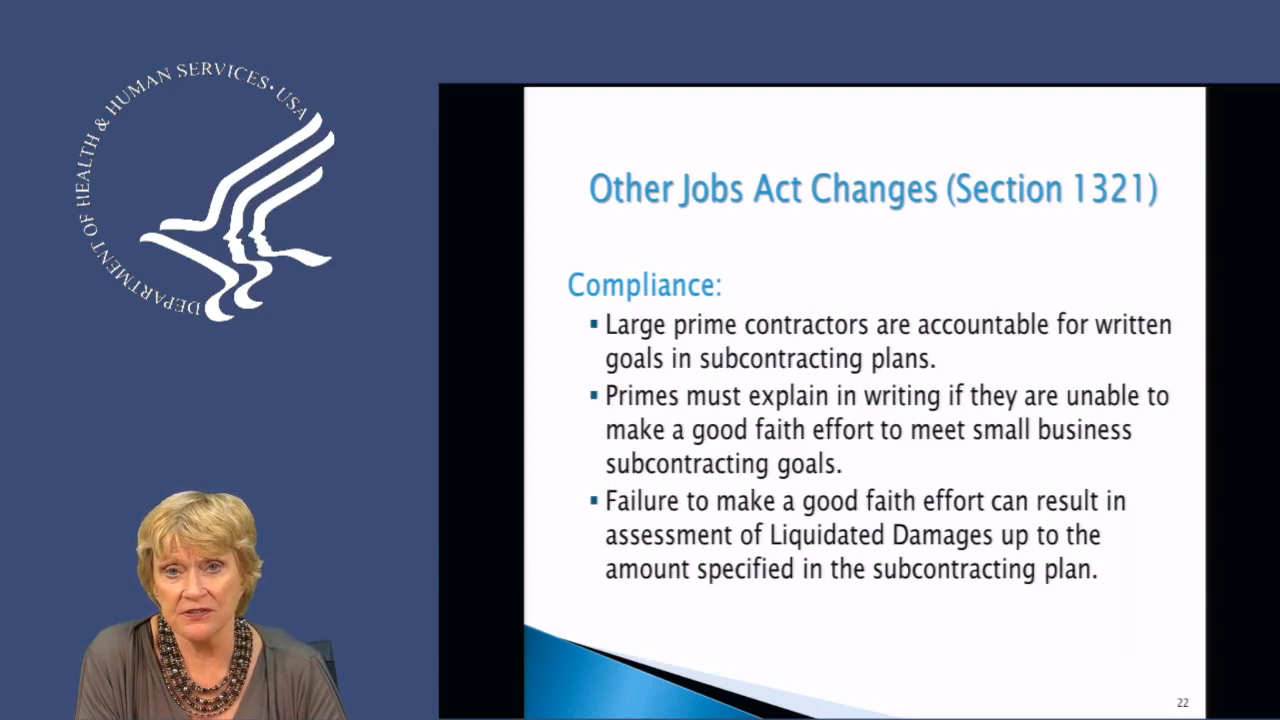 DEPARTMENT OF HEALTH & HUMAN SERVICES • USA
Other Jobs Act Changes (Section 1321)
Compliance:
▪ Large prime contractors are accountable for written
goals in subcontracting plans.
▪ Primes must explain in writing if they are unable to
make a good faith effort to meet small business
subcontracting goals.
▪ Failure to make a good faith effort can result in
assessment of Liquidated Damages up to the
amount specified in the subcontracting plan.
22